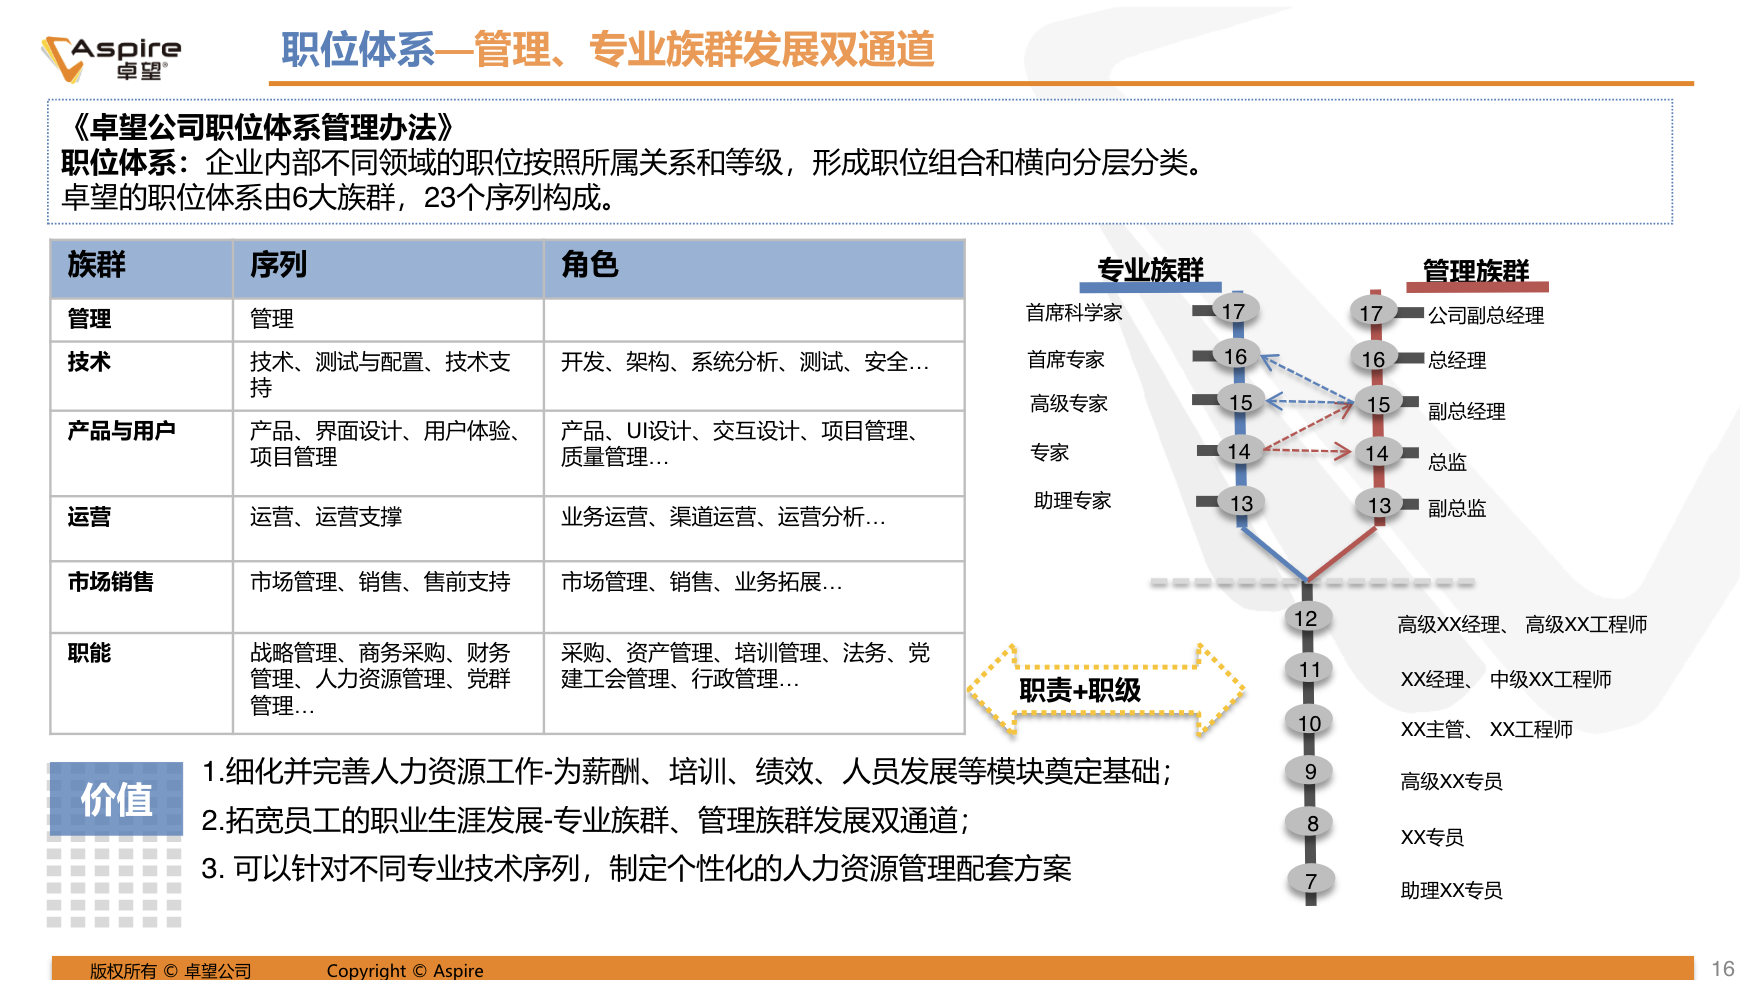 Aspire
卓望®
职位体系—管理、专业族群发展双通道
《卓望公司职位体系管理办法》
职位体系：企业内部不同领域的职位按照所属关系和等级，形成职位组合和横向分层分类。
卓望的职位体系由6大族群，23个序列构成。
族群 序列 角色
管理 管理
技术 技术、测试与配置、技术支 开发、架构、系统分析、测试、安全…
持
产品与用户 产品、界面设计、用户体验、 产品、UI设计、交互设计、项目管理、
项目管理 质量管理…
运营 运营、运营支撑 业务运营、渠道运营、运营分析…
市场销售 市场管理、销售、售前支持 市场管理、销售、业务拓展…
职能 战略管理、商务采购、财务 采购、资产管理、培训管理、法务、党
管理、人力资源管理、党群 建工会管理、行政管理…
管理…
专业族群 管理族群
首席科学家 17 17 公司副总经理
首席专家 16 16 总经理
高级专家 15 15 副总经理
专家 14 14 总监
助理专家 13 13 副总监
12 高级XX经理、 高级XX工程师
11 XX经理、 中级XX工程师
10 XX主管、 XX工程师
9 高级XX专员
8 XX专员
7 助理XX专员
职责+职级
价值
1.细化并完善人力资源工作-为薪酬、培训、绩效、人员发展等模块奠定基础；
2.拓宽员工的职业生涯发展-专业族群、管理族群发展双通道；
3. 可以针对不同专业技术序列，制定个性化的人力资源管理配套方案
版权所有 © 卓望公司 Copyright © Aspire
16